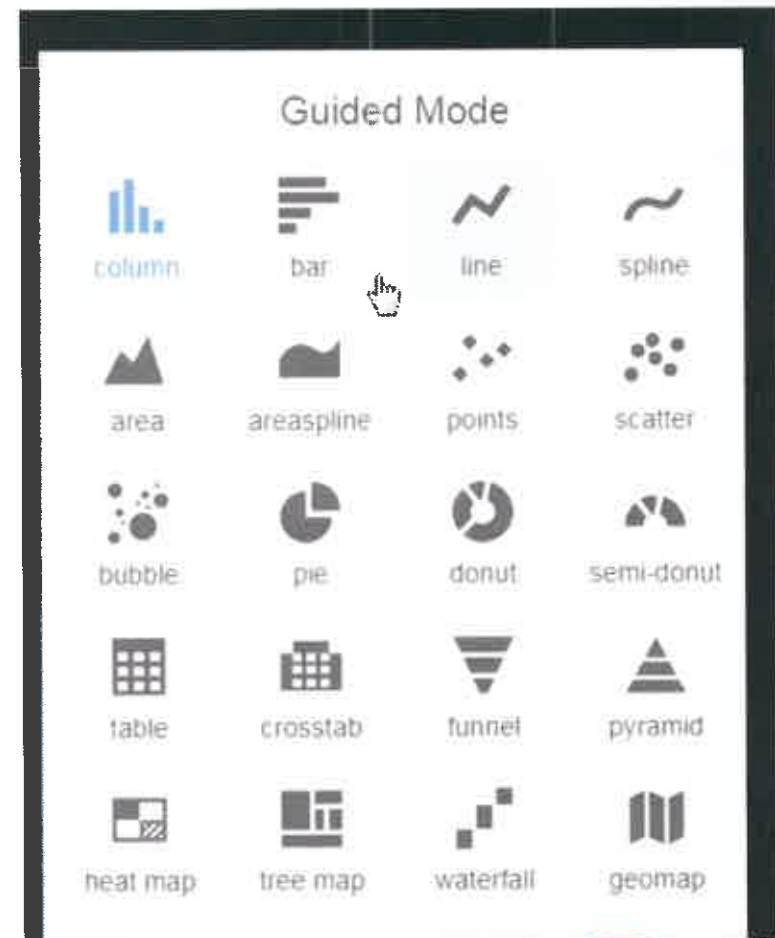 Guided Mode
column bar line spline
area areaspline points scatter
bubble pie donut semi-donut
table crosstab funnel pyramid
heat map tree map waterfall geomap